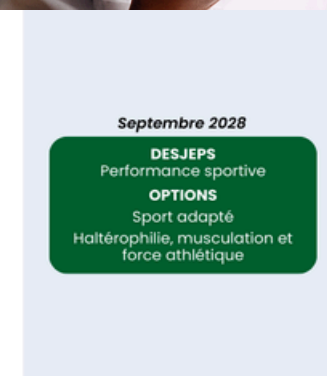 Septembre 2028
DESJEPS
Performance sportive
OPTIONS
Sport adapté
Haltérophilie, musculation et
force athlétique